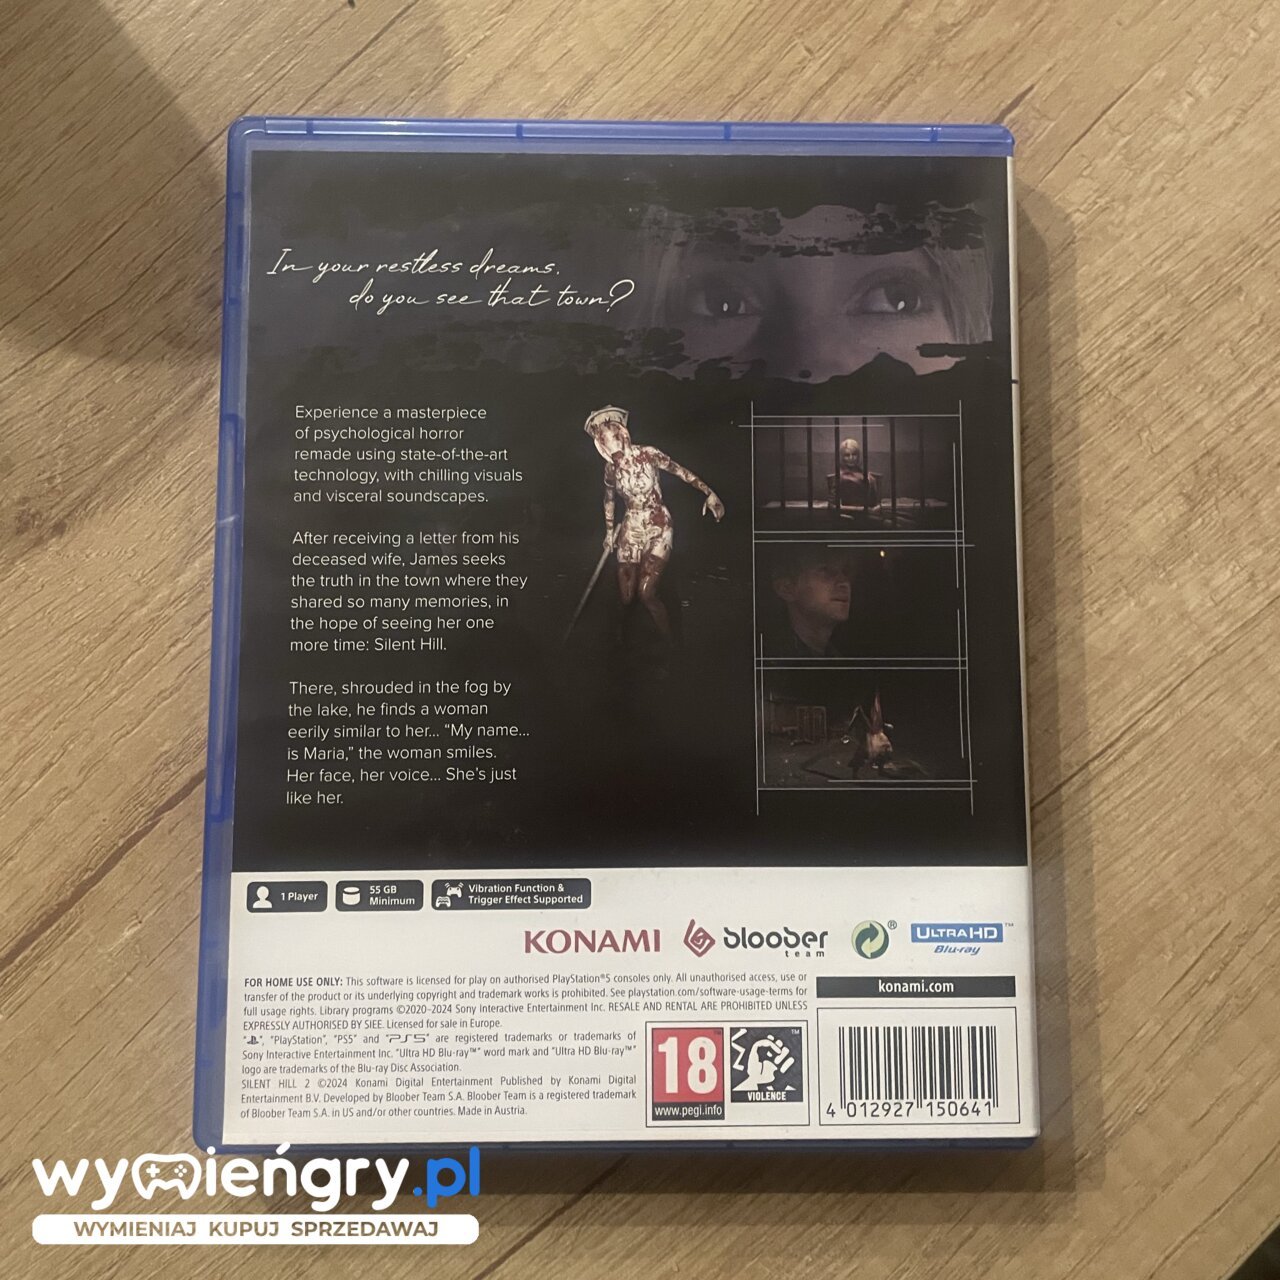 In your restless dreams,
do you see that town?
Experience a masterpiece
of psychological horror
remade using state-of-the-art
technology, with chilling visuals
and visceral soundscapes.
After receiving a letter from his
deceased wife, James seeks
the truth in the town where they
shared so many memories, in
the hope of seeing her one
more time: Silent Hill.
There, shrouded in the fog by
the lake, he finds a woman
eerily similar to her... “My name...
is Maria,” the woman smiles.
Her face, her voice... She’s just
like her.
1 Player
55 GB
Minimum
Vibration Function &
Trigger Effect Supported
KONAMI
bloober
team
®
ULTRA HD™
Blu-ray
FOR HOME USE ONLY: This software is licensed for play on authorised PlayStation®5 consoles only. All unauthorised access, use or
transfer of the product or its underlying copyright and trademark works is prohibited. See playstation.com/software-usage-terms for
full usage rights. Library programs ©2020-2024 Sony Interactive Entertainment Inc. RESALE AND RENTAL ARE PROHIBITED UNLESS
EXPRESSLY AUTHORISED BY SIEE. Licensed for sale in Europe.
“ ”, “PlayStation”, “PS5” and “PS5” are registered trademarks or trademarks of
Sony Interactive Entertainment Inc. “Ultra HD Blu-ray™” word mark and “Ultra HD Blu-ray™”
logo are trademarks of the Blu-ray Disc Association.
SILENT HILL 2 ©2024 Konami Digital Entertainment Published by Konami Digital
Entertainment B.V. Developed by Bloober Team S.A. Bloober Team is a registered trademark
of Bloober Team S.A. in US and/or other countries. Made in Austria.
konami.com
18
www.pegi.info
VIOLENCE
™
4 012927 150641
wymieńgry.pl
WYMIENIAJ KUPUJ SPRZEDAWAJ